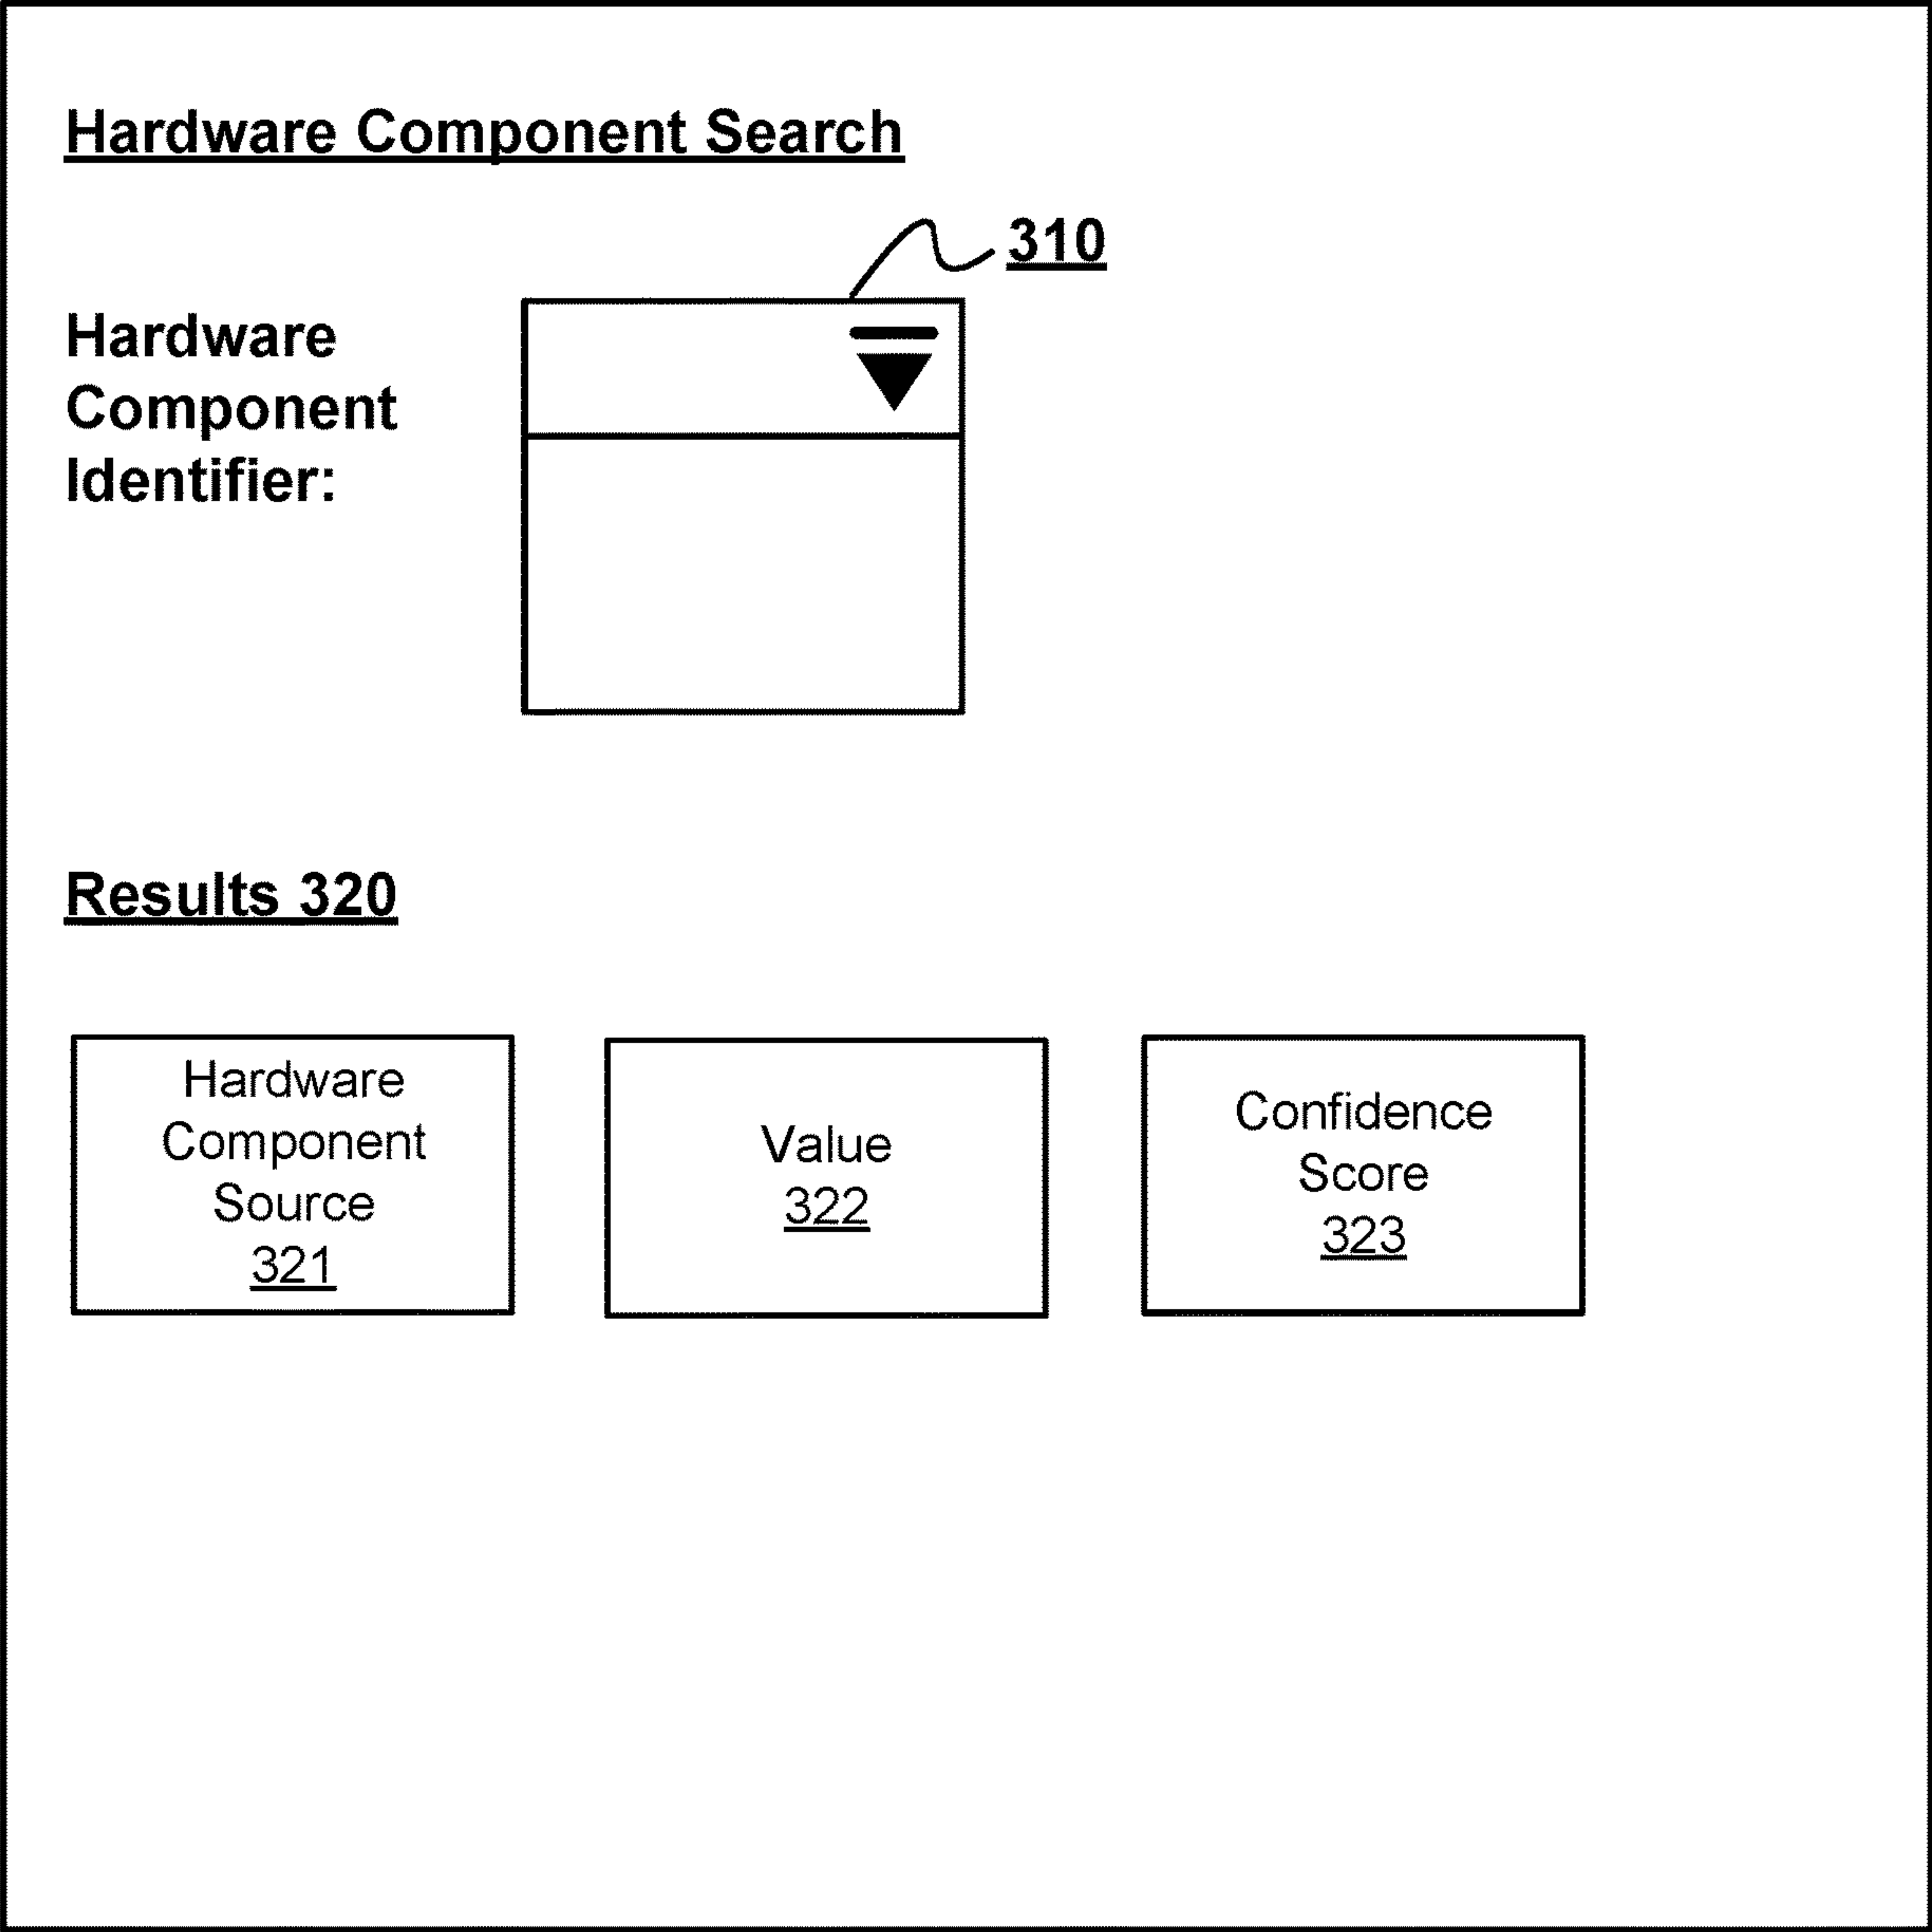 Hardware Component Search
310
Hardware
Component
Identifier:
Results 320
Hardware
Component
Source
321
Value
322
Confidence
Score
323